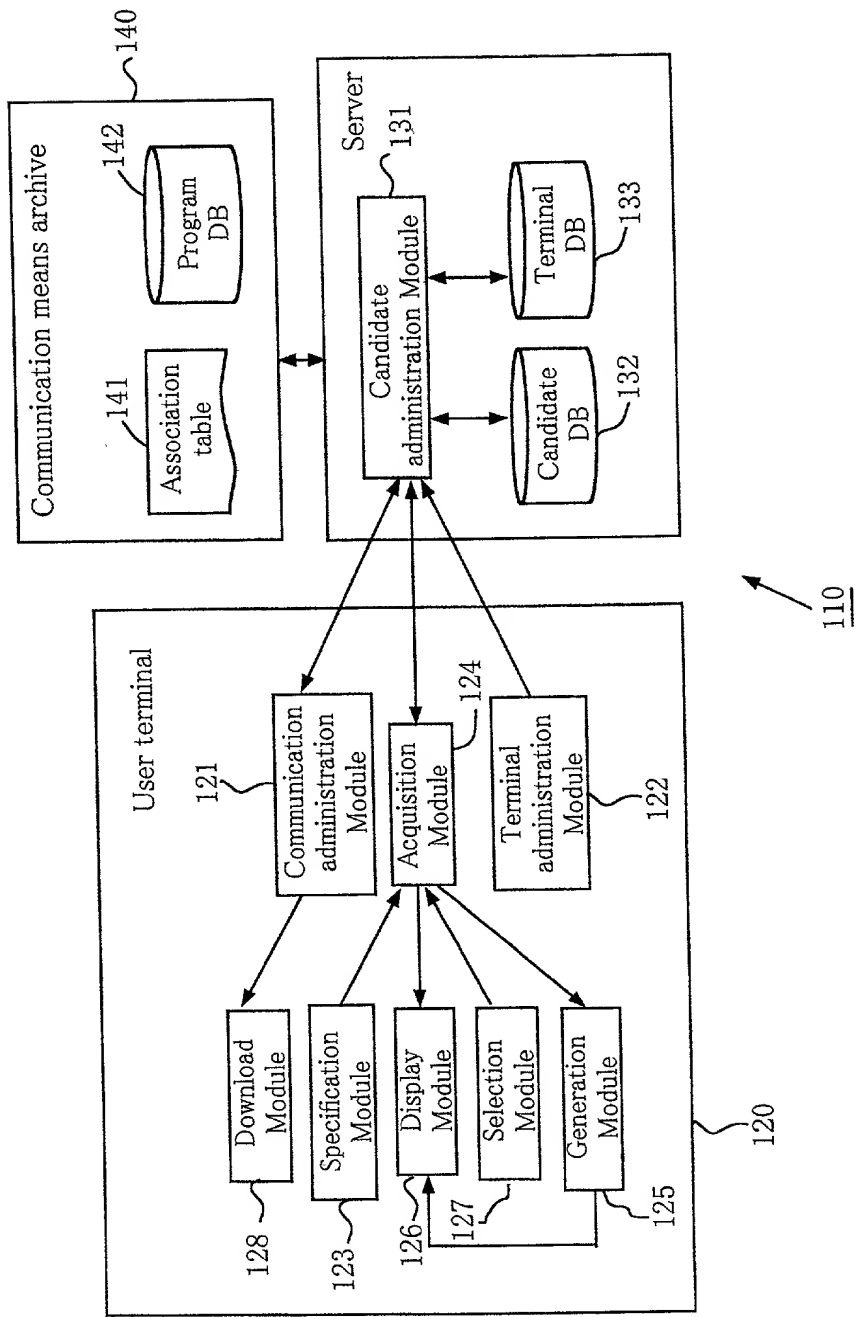 User terminal
121
Communication
administration
Module
Download
Module
128
Specification
Module
123
Acquisition
Module
124
Display
Module
126
Selection
Module
127
Terminal
administration
Module
122
Generation
Module
125
120
Communication means archive
140
141
Association
table
142
Program
DB
Server
131
Candidate
administration Module
Candidate
DB
132
Terminal
DB
133
110